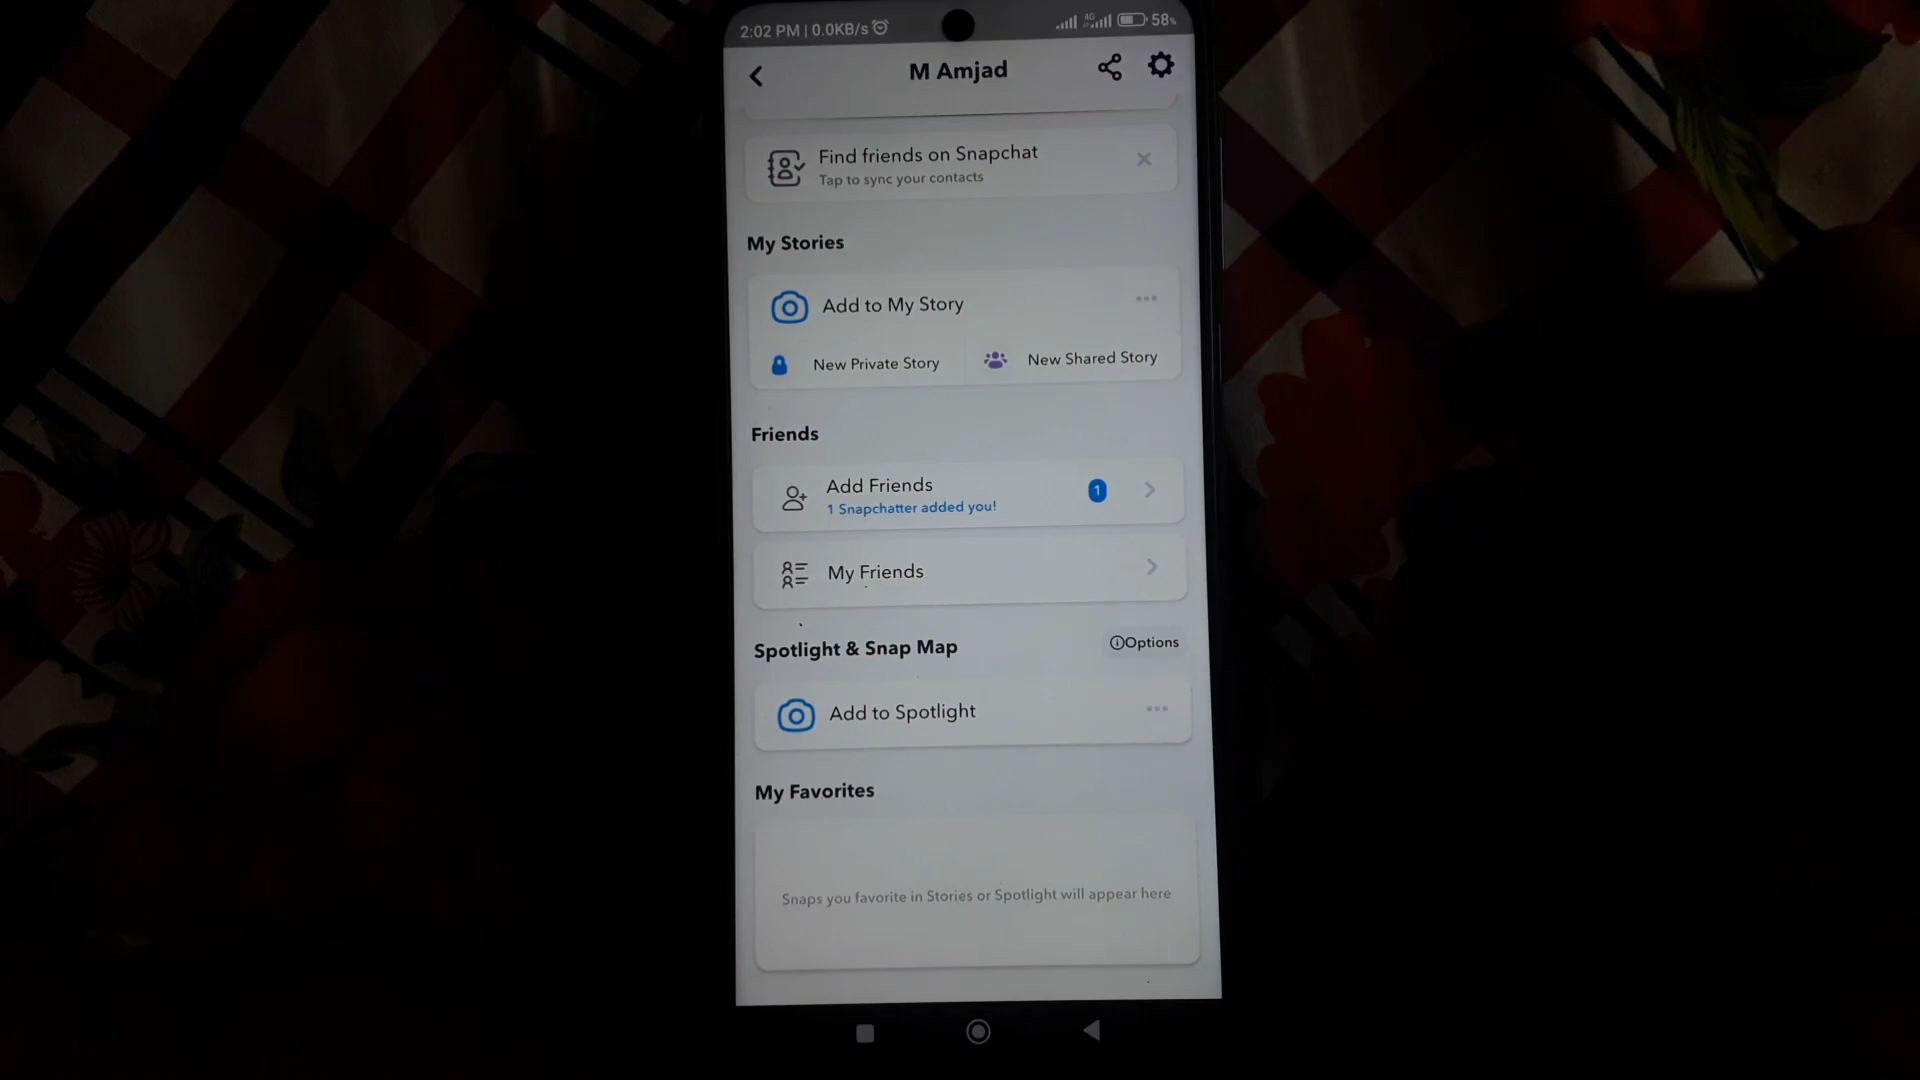 2:02 PM | 0.0KB/s
4G
58%
M Amjad
Find friends on Snapchat
Tap to sync your contacts
My Stories
Add to My Story
New Private Story
New Shared Story
Friends
Add Friends
1 Snapchatter added you!
1
My Friends
Spotlight & Snap Map
Options
Add to Spotlight
My Favorites
Snaps you favorite in Stories or Spotlight will appear here